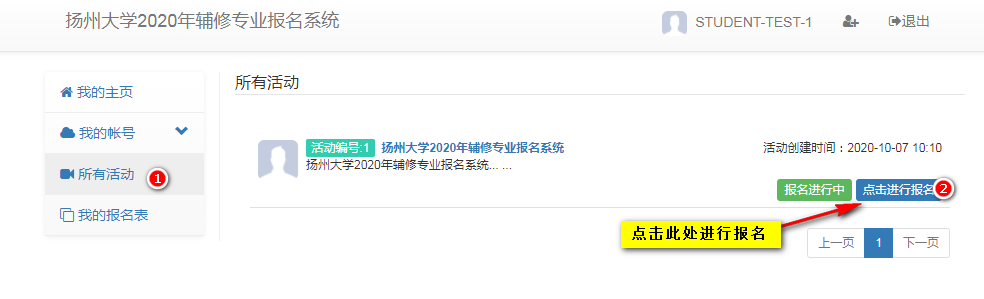 扬州大学2020年辅修专业报名系统
STUDENT-TEST-1
退出
我的主页
我的帐号
所有活动
1
我的报名表
所有活动
活动编号:1 扬州大学2020年辅修专业报名系统
活动创建时间：2020-10-07 10:10
扬州大学2020年辅修专业报名系统... ...
报名进行中
点击进行报名
2
点击此处进行报名
上一页 1 下一页